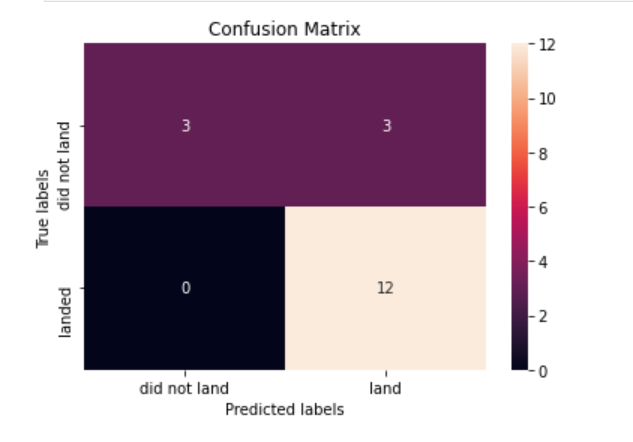 Confusion Matrix
True labels
did not land
landed
3
3
0
12
did not land
land
Predicted labels
12
10
8
6
4
2
0